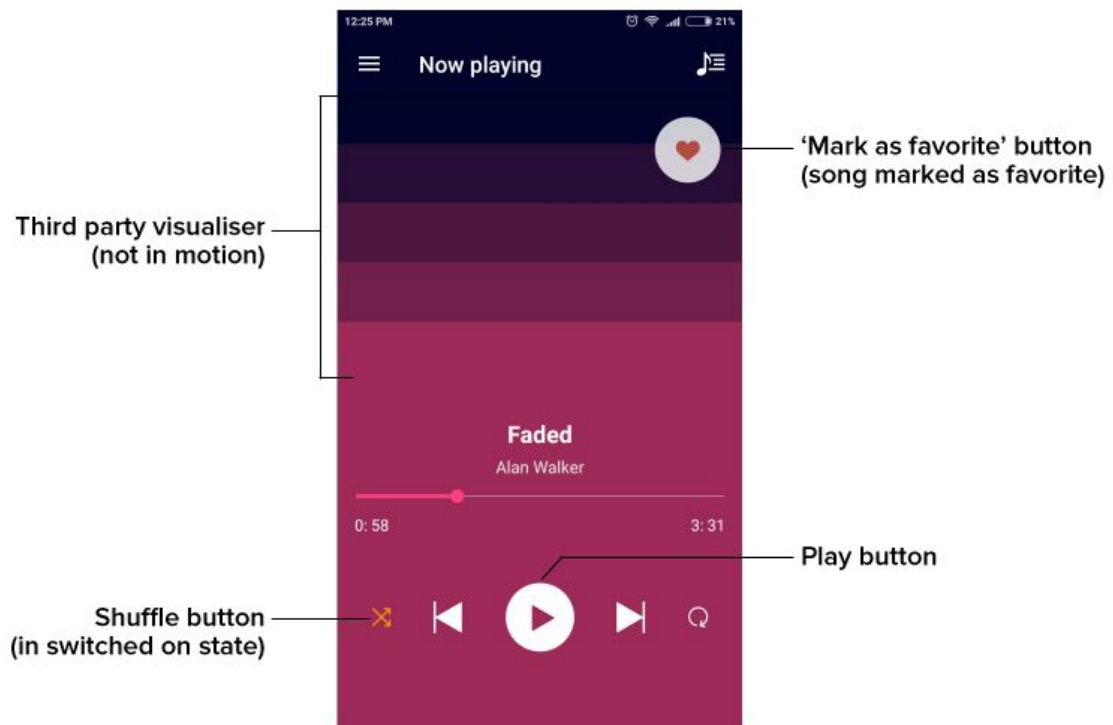 12:25 PM 21%
Now playing
‘Mark as favorite’ button
(song marked as favorite)
Third party visualiser
(not in motion)
Faded
Alan Walker
0: 58 3: 31
Play button
Shuffle button
(in switched on state)